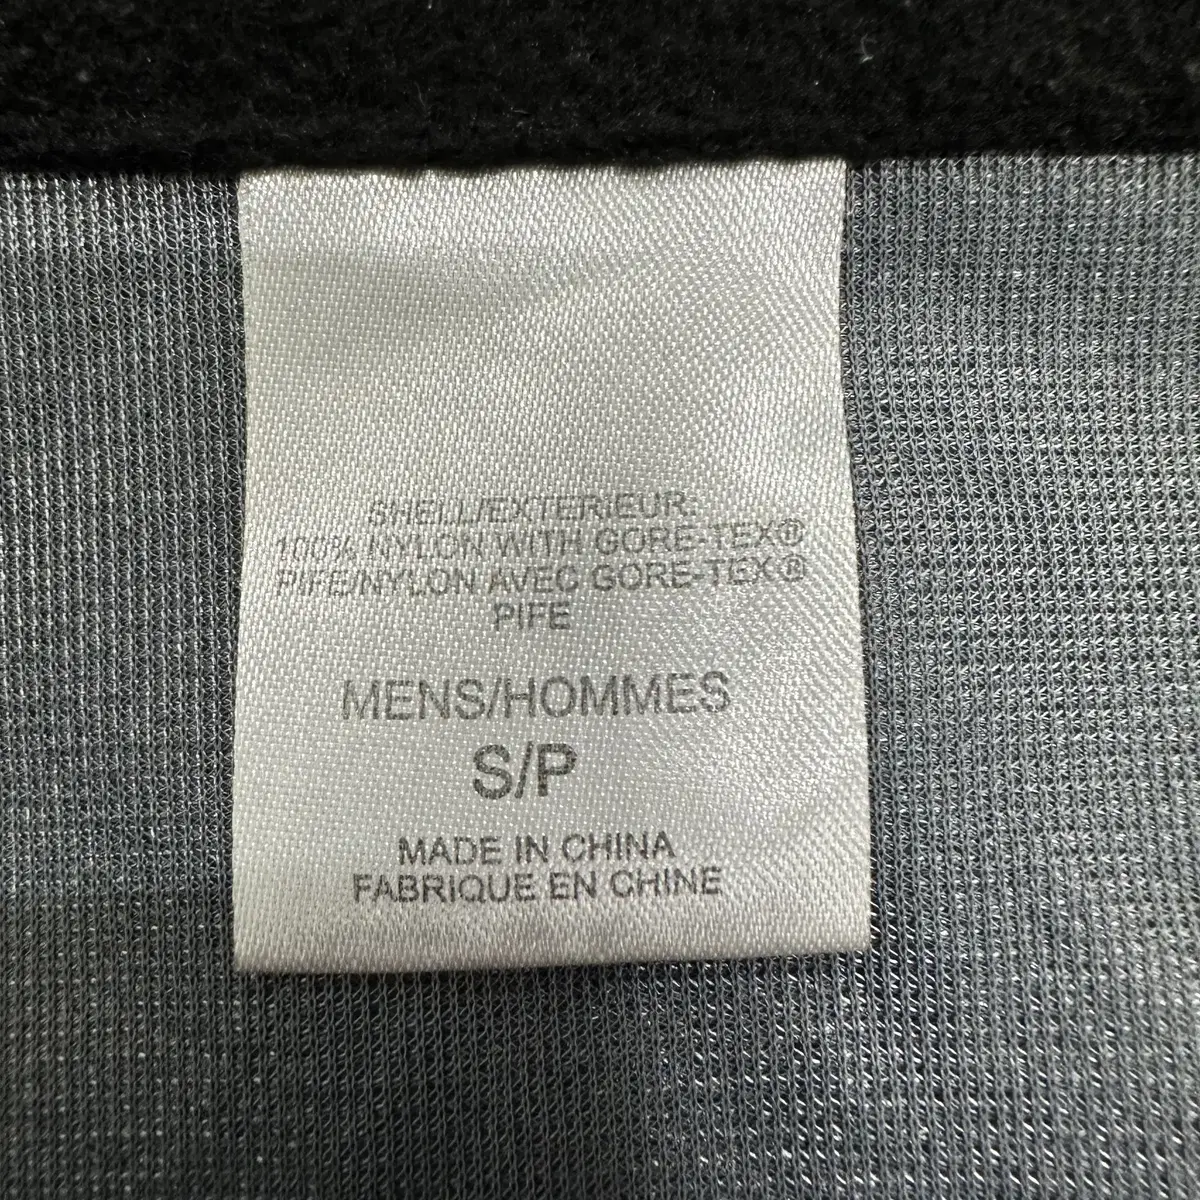 SHELL/EXTERIEUR:
100% NYLON WITH GORE-TEX®
PIFE/NYLON AVEC GORE-TEX®
PIFE
MENS/HOMMES
S/P
MADE IN CHINA
FABRIQUE EN CHINE